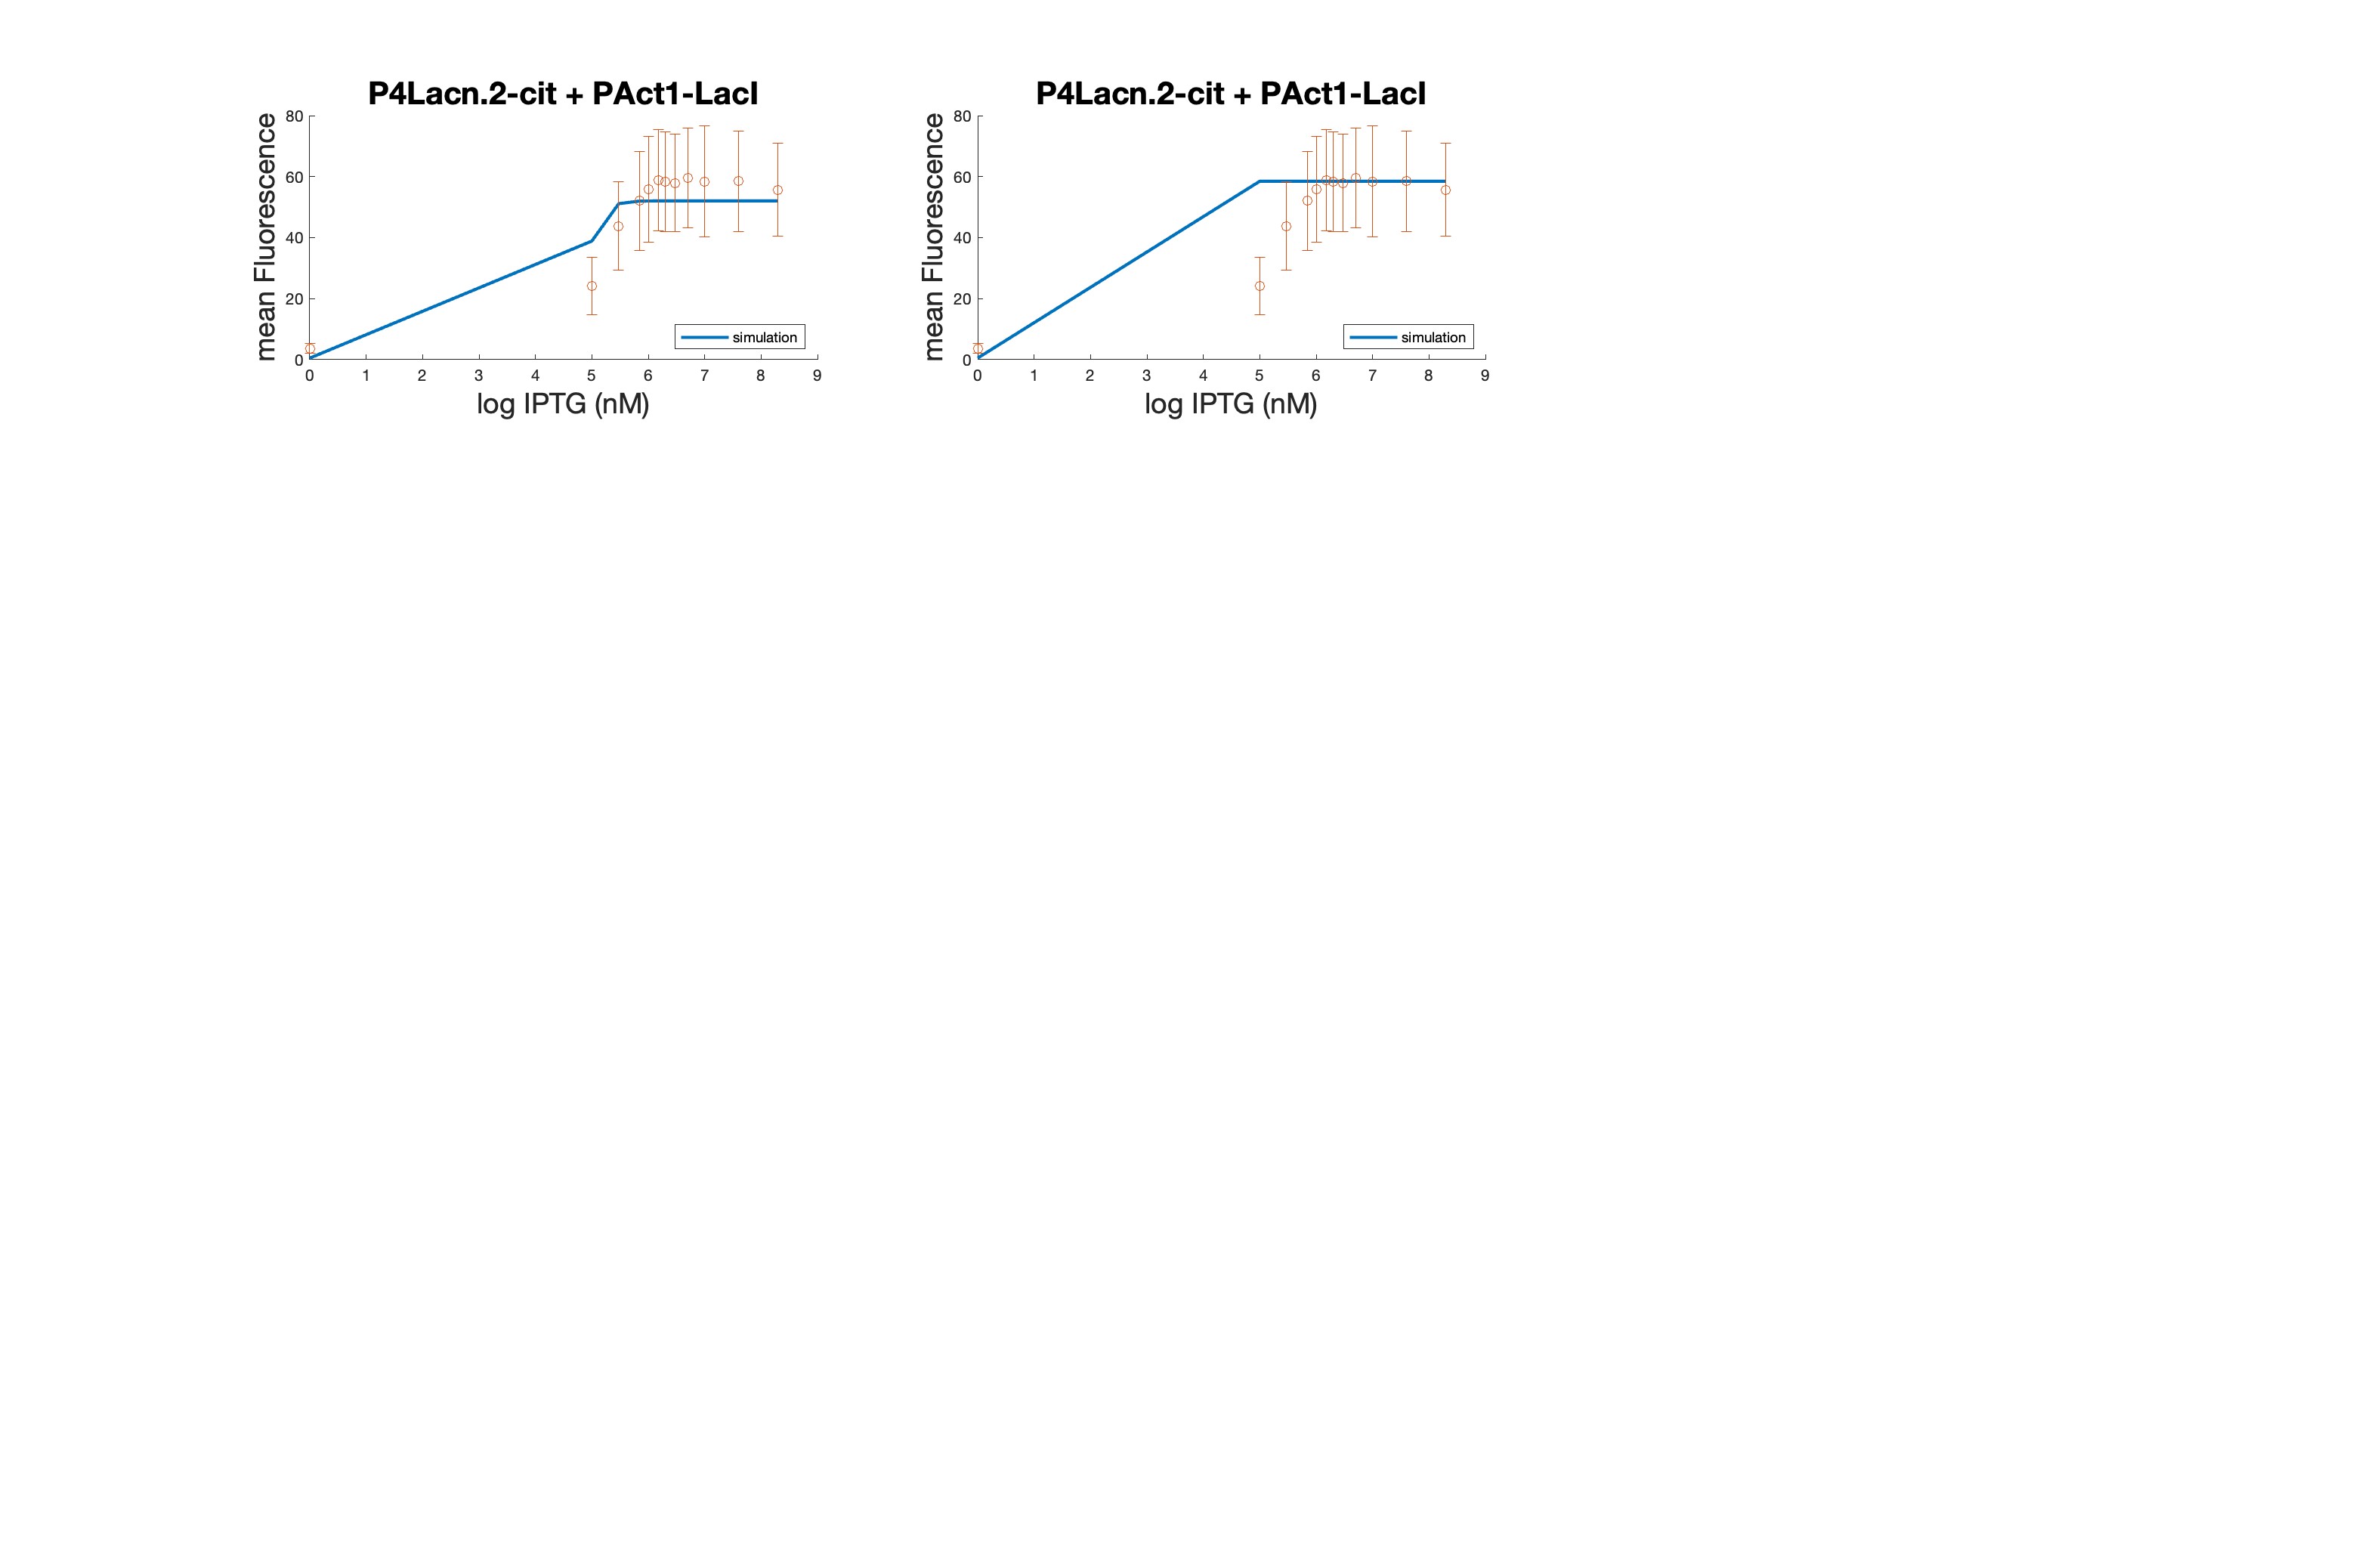 P4Lacn.2-cit + PAct1-LacI
mean Fluorescence
80
60
40
20
0
simulation
0 1 2 3 4 5 6 7 8 9
log IPTG (nM)
P4Lacn.2-cit + PAct1-LacI
mean Fluorescence
80
60
40
20
0
simulation
0 1 2 3 4 5 6 7 8 9
log IPTG (nM)